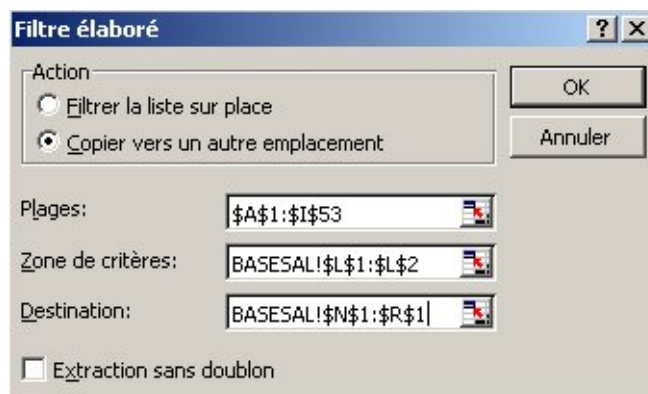 Filtre élaboré
Action
Filtrer la liste sur place
Copier vers un autre emplacement
OK
Annuler
Plages: $A$1:$I$53
Zone de critères: BASESAL!$L$1:$L$2
Destination: BASESAL!$N$1:$R$1
Extraction sans doublon